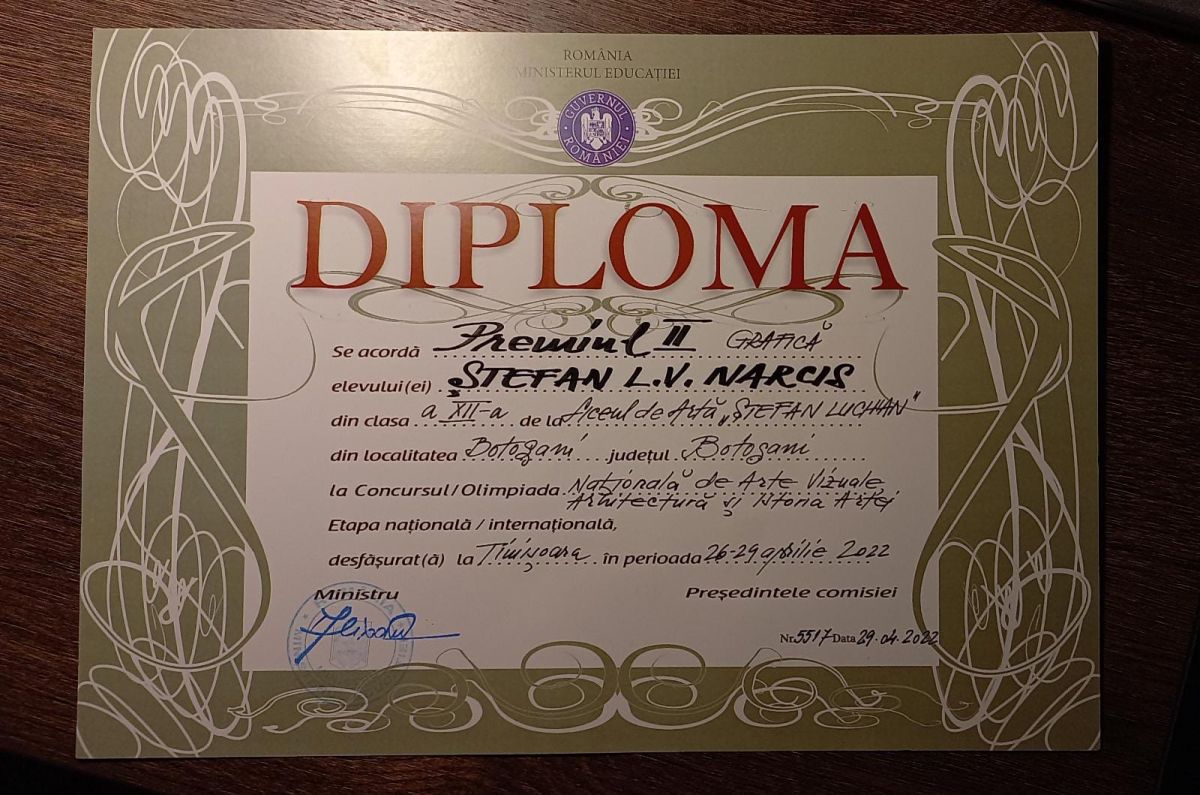 ROMÂNIA
MINISTERUL EDUCAȚIEI
GUVERNUL ROMÂNIEI
DIPLOMA
Se acordă Premiul II GRAFICĂ
elevului(ei) ȘTEFAN L.V. NARCIS
din clasa a XII-a de la Liceul de Artă „ȘTEFAN LUCHIAN"
din localitatea Botoșani județul Botoșani
la Concursul/Olimpiada Națională de Arte Vizuale
Arhitectură și Istoria Artei
Etapa națională / internațională,
desfășurat(ă) la Timișoara în perioada 26-29 aprilie 2022
Ministru Președintele comisiei
Nr. 5517 Data 29.04.2022